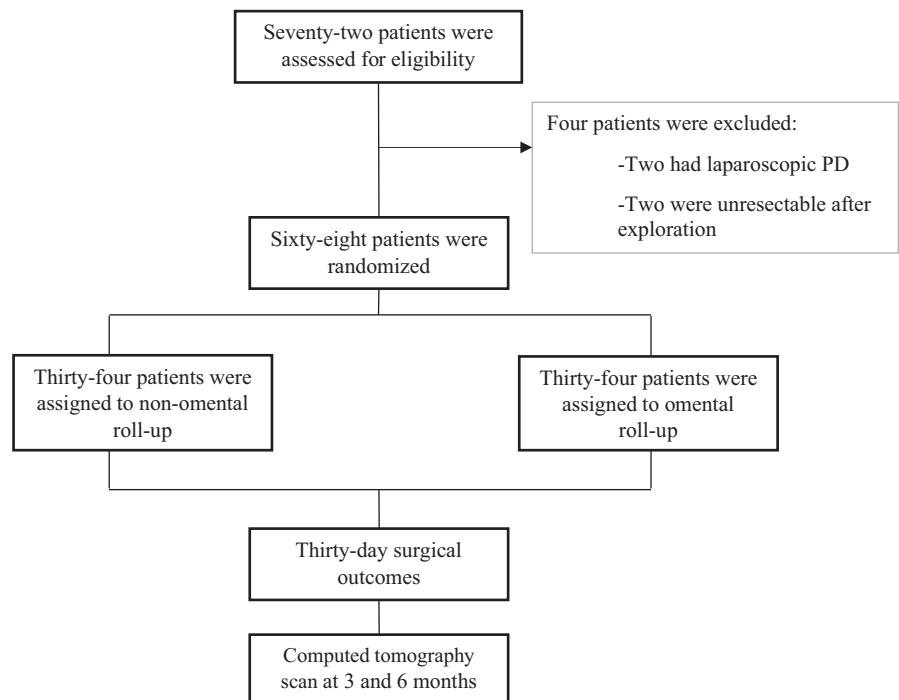 Seventy-two patients were
assessed for eligibility
Four patients were excluded:
-Two had laparoscopic PD
-Two were unresectable after
exploration
Sixty-eight patients were
randomized
Thirty-four patients were
assigned to non-omental
roll-up
Thirty-four patients were
assigned to omental
roll-up
Thirty-day surgical
outcomes
Computed tomography
scan at 3 and 6 months